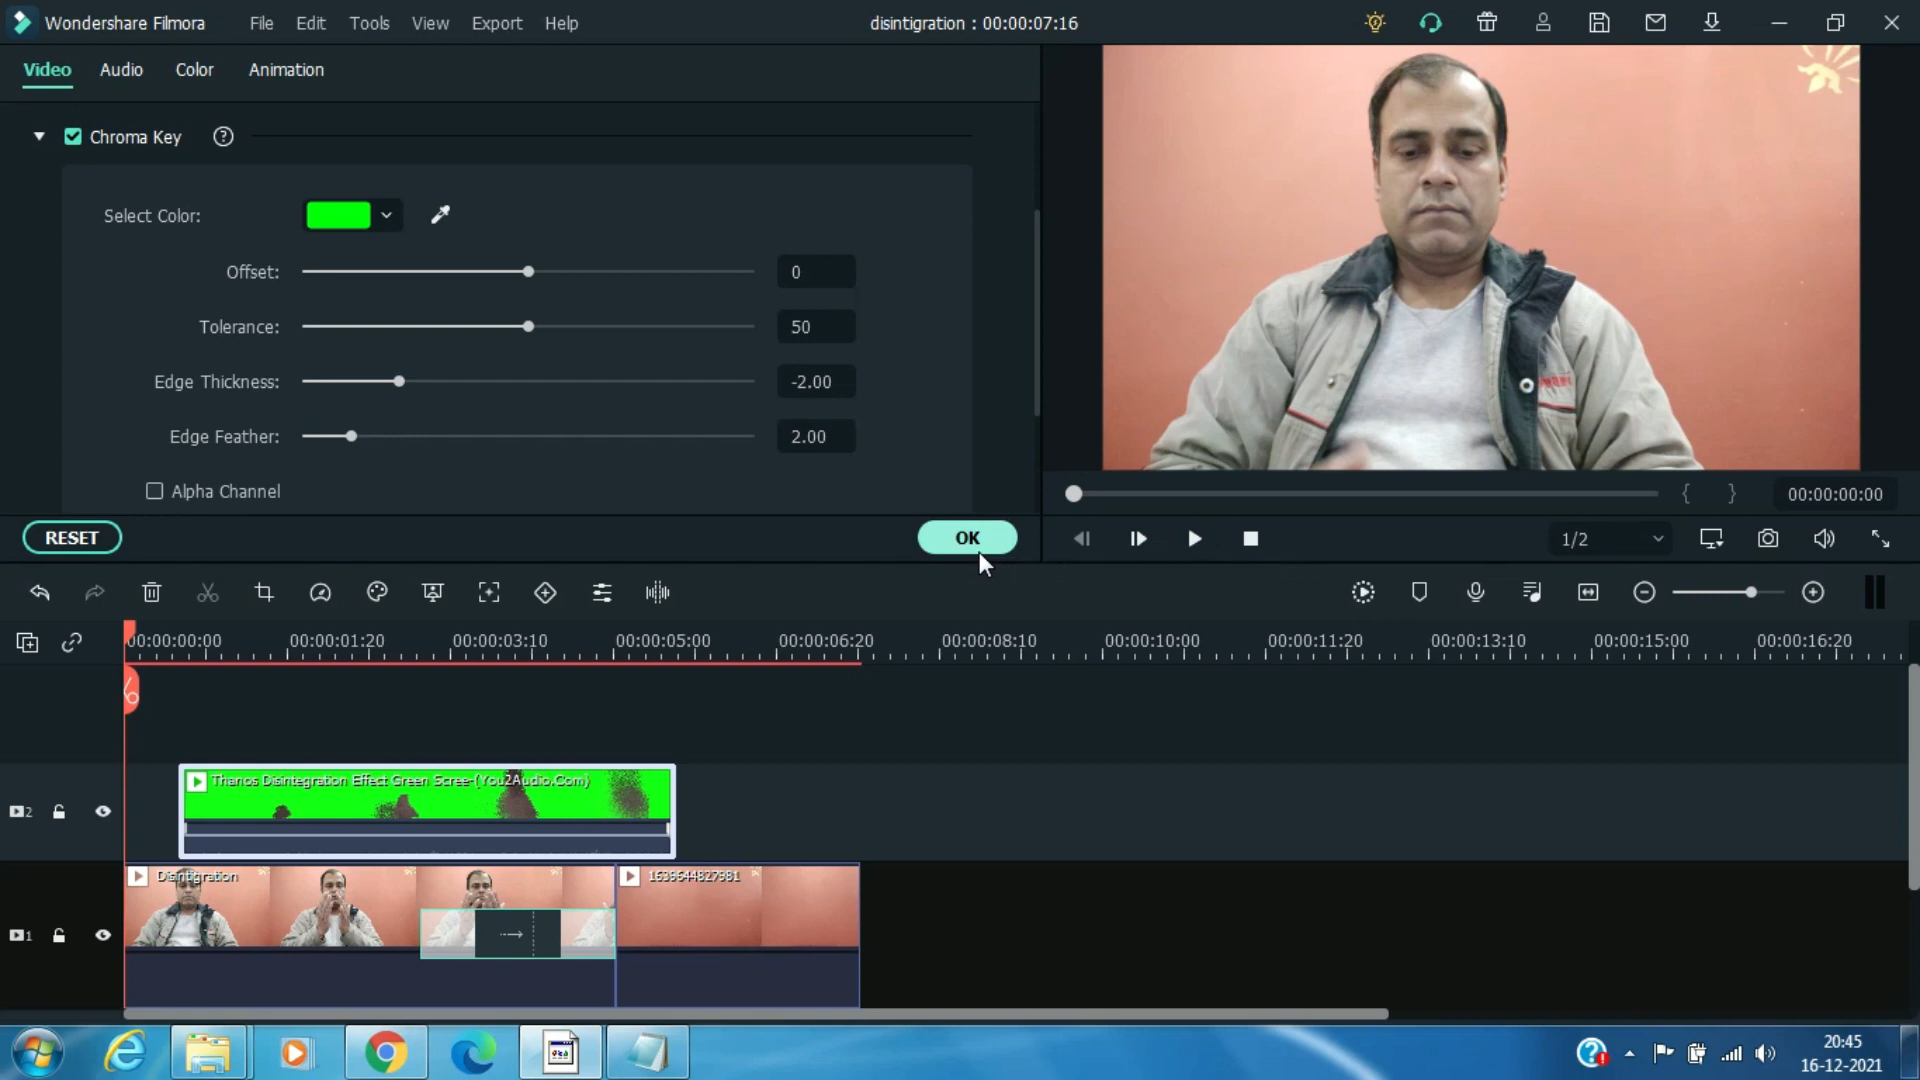 Wondershare Filmora File Edit Tools View Export Help disintigration : 00:00:07:16
Video Audio Color Animation
Chroma Key
Select Color:
Offset: 0
Tolerance: 50
Edge Thickness: -2.00
Edge Feather: 2.00
Alpha Channel
RESET OK
{ } 00:00:00:00
1/2
00:00:00:00 00:00:01:20 00:00:03:10 00:00:05:00 00:00:06:20 00:00:08:10 00:00:10:00 00:00:11:20 00:00:13:10 00:00:15:00 00:00:16:20
Thanos Disintegration Effect Green Scree-(You2Audio.Com)
2
Disintigration 1639644827981
1
20:45
16-12-2021